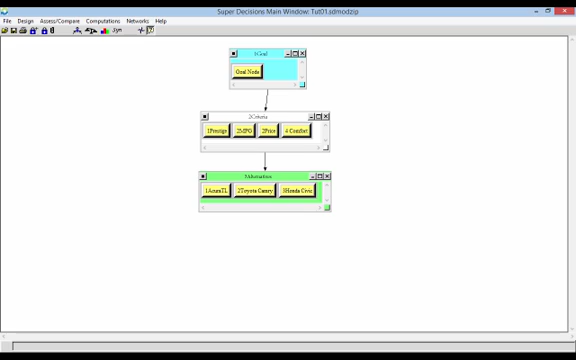 Super Decisions Main Window: Tut01.sdmodzip
File Design Assess/Compare Computations Networks Help
Syn
1Goal
Goal Node
2Criteria
1Prestige 2MPG 3Price 4 Comfort
3Alternatives
1AcuraTL 2Toyota Camry 3Honda Civic